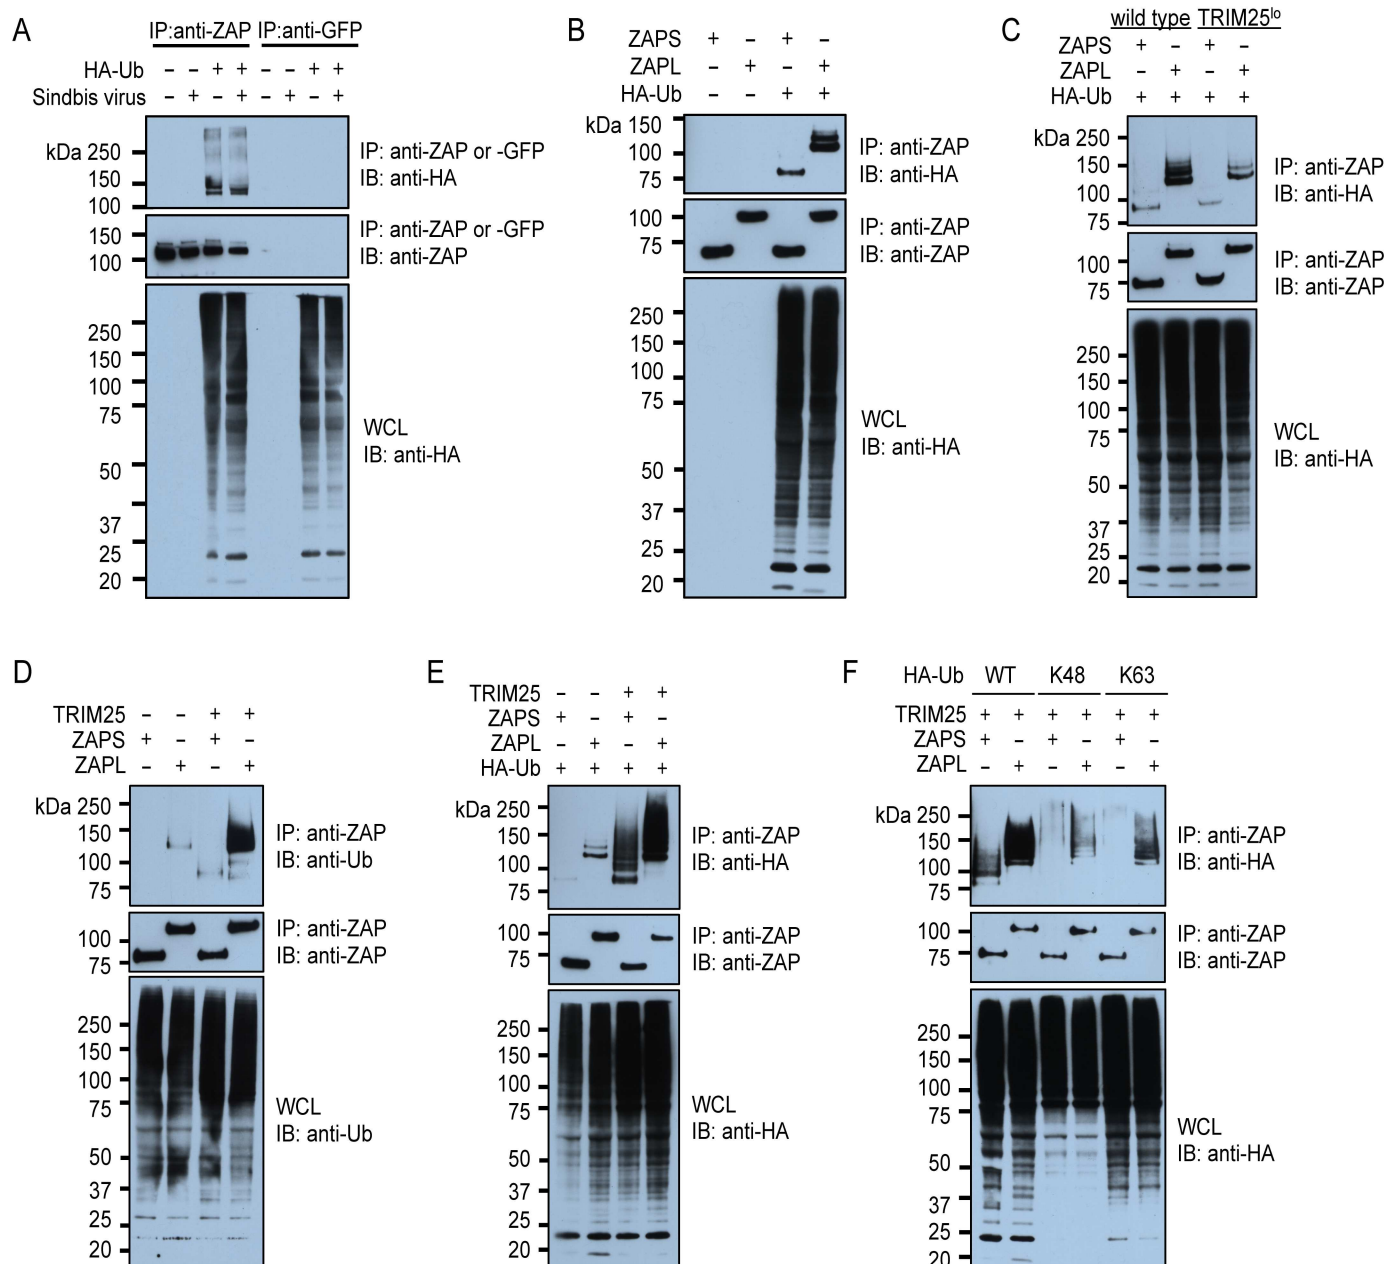 A
IP:anti-ZAP IP:anti-GFP
HA-Ub – – + + – – + +
Sindbis virus – + – + – + – +
kDa 250
150
100
IP: anti-ZAP or -GFP
IB: anti-HA
150
100
IP: anti-ZAP or -GFP
IB: anti-ZAP
250
150
100
75
50
37
25
20
WCL
IB: anti-HA
B
ZAPS + – + –
ZAPL – + – +
HA-Ub – – + +
kDa 150
100
75
IP: anti-ZAP
IB: anti-HA
100
75
IP: anti-ZAP
IB: anti-ZAP
250
150
100
75
50
37
25
20
WCL
IB: anti-HA
C
wild type TRIM25lo
ZAPS + – + –
ZAPL – + – +
HA-Ub + + + +
kDa 250
150
100
75
IP: anti-ZAP
IB: anti-HA
100
75
IP: anti-ZAP
IB: anti-ZAP
250
150
100
75
50
37
25
20
WCL
IB: anti-HA
D
TRIM25 – – + +
ZAPS + – + –
ZAPL – + – +
kDa 250
150
100
75
IP: anti-ZAP
IB: anti-Ub
100
75
IP: anti-ZAP
IB: anti-ZAP
250
150
100
75
50
37
25
20
WCL
IB: anti-Ub
E
TRIM25 – – + +
ZAPS + – + –
ZAPL – + – +
HA-Ub + + + +
kDa 250
150
100
75
IP: anti-ZAP
IB: anti-HA
100
75
IP: anti-ZAP
IB: anti-ZAP
250
150
100
75
50
37
25
20
WCL
IB: anti-HA
F
HA-Ub WT K48 K63
TRIM25 + + + + + +
ZAPS + – + – + –
ZAPL – + – + – +
kDa 250
150
100
75
IP: anti-ZAP
IB: anti-HA
100
75
IP: anti-ZAP
IB: anti-ZAP
250
150
100
75
50
37
25
20
WCL
IB: anti-HA